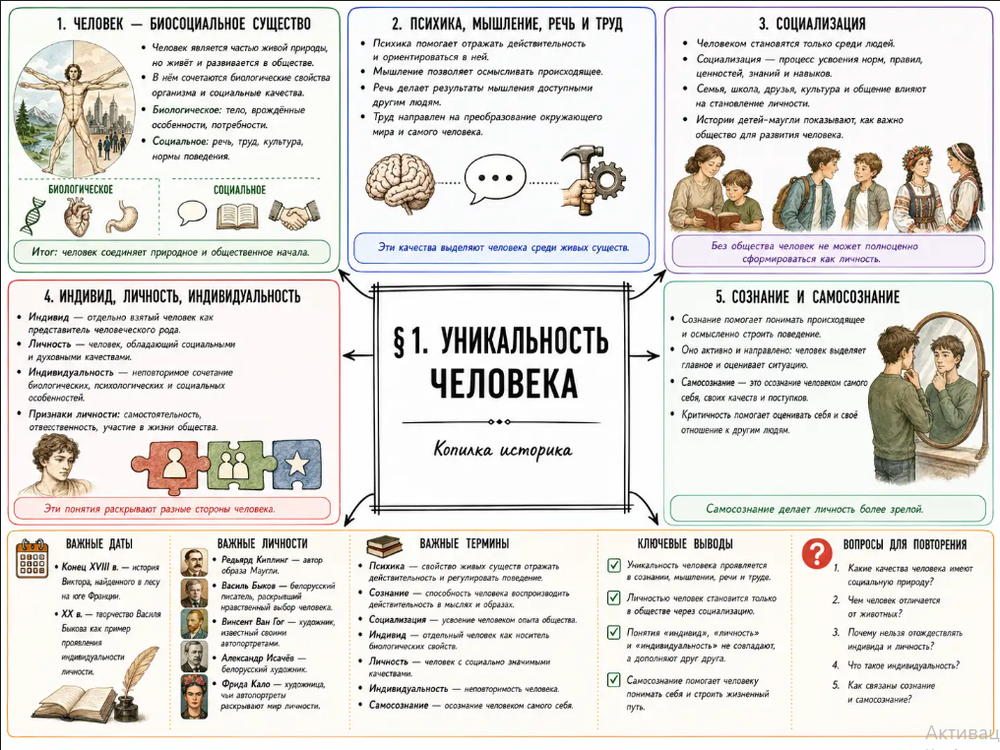 1. ЧЕЛОВЕК — БИОСОЦИАЛЬНОЕ СУЩЕСТВО
• Человек является частью живой природы,
но живёт и развивается в обществе.
• В нём сочетаются биологические свойства
организма и социальные качества.
• Биологическое: тело, врождённые
особенности, потребности.
• Социальное: речь, труд, культура,
нормы поведения.
БИОЛОГИЧЕСКОЕ
СОЦИАЛЬНОЕ
Итог: человек соединяет природное и общественное начала.
2. ПСИХИКА, МЫШЛЕНИЕ, РЕЧЬ И ТРУД
• Психика помогает отражать действительность
и ориентироваться в ней.
• Мышление позволяет осмысливать происходящее.
• Речь делает результаты мышления доступными
другим людям.
• Труд направлен на преобразование окружающего
мира и самого человека.
Эти качества выделяют человека среди живых существ.
3. СОЦИАЛИЗАЦИЯ
• Человеком становятся только среди людей.
• Социализация — процесс усвоения норм, правил,
ценностей, знаний и навыков.
• Семья, школа, друзья, культура и общение влияют
на становление личности.
• Истории детей-маугли показывают, как важно
общество для развития человека.
Без общества человек не может полноценно
сформироваться как личность.
4. ИНДИВИД, ЛИЧНОСТЬ, ИНДИВИДУАЛЬНОСТЬ
• Индивид — отдельно взятый человек как
представитель человеческого рода.
• Личность — человек, обладающий социальными
и духовными качествами.
• Индивидуальность — неповторимое сочетание
биологических, психологических и социальных
особенностей.
• Признаки личности: самостоятельность,
ответственность, участие в жизни общества.
Эти понятия раскрывают разные стороны человека.
§ 1. УНИКАЛЬНОСТЬ
ЧЕЛОВЕКА
Копилка историка
5. СОЗНАНИЕ И САМОСОЗНАНИЕ
• Сознание помогает понимать происходящее
и осмысленно строить поведение.
• Оно активно и направлено: человек выделяет
главное и оценивает ситуацию.
• Самосознание — это осознание человеком самого
себя, своих качеств и поступков.
• Критичность помогает оценивать себя и своё
отношение к другим людям.
Самосознание делает личность более зрелой.
ВАЖНЫЕ ДАТЫ
• Конец XVIII в. — история
Виктора, найденного в лесу
на юге Франции.
• XX в. — творчество Василя
Быкова как пример
проявления
индивидуальности
личности.
ВАЖНЫЕ ЛИЧНОСТИ
• Редьярд Киплинг — автор
образа Маугли.
• Василь Быков — белорусский
писатель, раскрывший
нравственный выбор человека.
• Винсент Ван Гог — художник,
известный своими
автопортретами.
• Александр Исачёв —
белорусский художник.
• Фрида Кало — художница,
чьи автопортреты
раскрывают мир личности.
ВАЖНЫЕ ТЕРМИНЫ
• Психика — свойство живых существ отражать
действительность и регулировать поведение.
• Сознание — способность человека воспроизводить
действительность в мыслях и образах.
• Социализация — усвоение человеком опыта общества.
• Индивид — отдельный человек как носитель
биологических свойств.
• Личность — человек с социально значимыми
качествами.
• Индивидуальность — неповторимость человека.
• Самосознание — осознание человеком самого себя.
КЛЮЧЕВЫЕ ВЫВОДЫ
Уникальность человека проявляется
в сознании, мышлении, речи и труде.
Личностью человек становится только
в обществе через социализацию.
Понятия «индивид», «личность»
и «индивидуальность» не совпадают,
а дополняют друг друга.
Самосознание помогает человеку
понимать себя и строить жизненный
путь.
?
ВОПРОСЫ ДЛЯ ПОВТОРЕНИЯ
1. Какие качества человека имеют
социальную природу?
2. Чем человек отличается
от животных?
3. Почему нельзя отождествлять
индивида и личность?
4. Что такое индивидуальность?
5. Как связаны сознание
и самосознание?
Активац